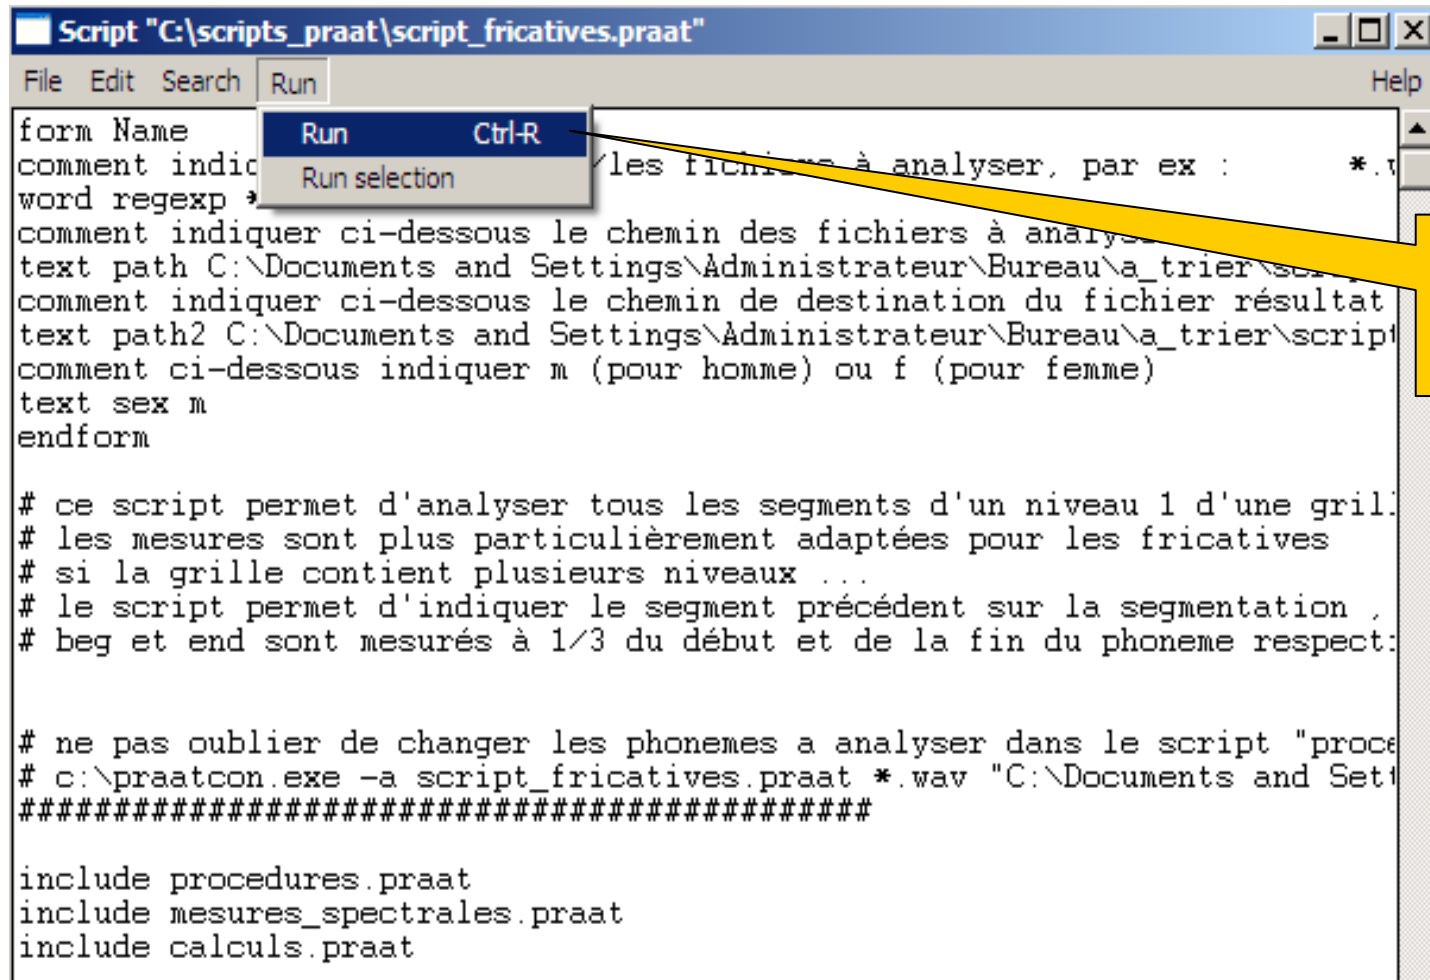 Script "C:\scripts_praat\script_fricatives.praat"
File Edit Search Run Help
form Name
Run Ctrl-R
comment indiq /les fichiers à analyser, par ex : *.w
Run selection
word regexp *
comment indiquer ci-dessous le chemin des fichiers à analys
text path C:\Documents and Settings\Administrateur\Bureau\a_trier\scrip
comment indiquer ci-dessous le chemin de destination du fichier résultat
text path2 C:\Documents and Settings\Administrateur\Bureau\a_trier\script
comment ci-dessous indiquer m (pour homme) ou f (pour femme)
text sex m
endform
# ce script permet d'analyser tous les segments d'un niveau 1 d'une gril
# les mesures sont plus particulièrement adaptées pour les fricatives
# si la grille contient plusieurs niveaux ...
# le script permet d'indiquer le segment précédent sur la segmentation ,
# beg et end sont mesurés à 1/3 du début et de la fin du phoneme respect
# ne pas oublier de changer les phonemes a analyser dans le script "proce
# c:\praatcon.exe -a script_fricatives.praat *.wav "C:\Documents and Sett
##############################################
include procedures.praat
include mesures_spectrales.praat
include calculs.praat